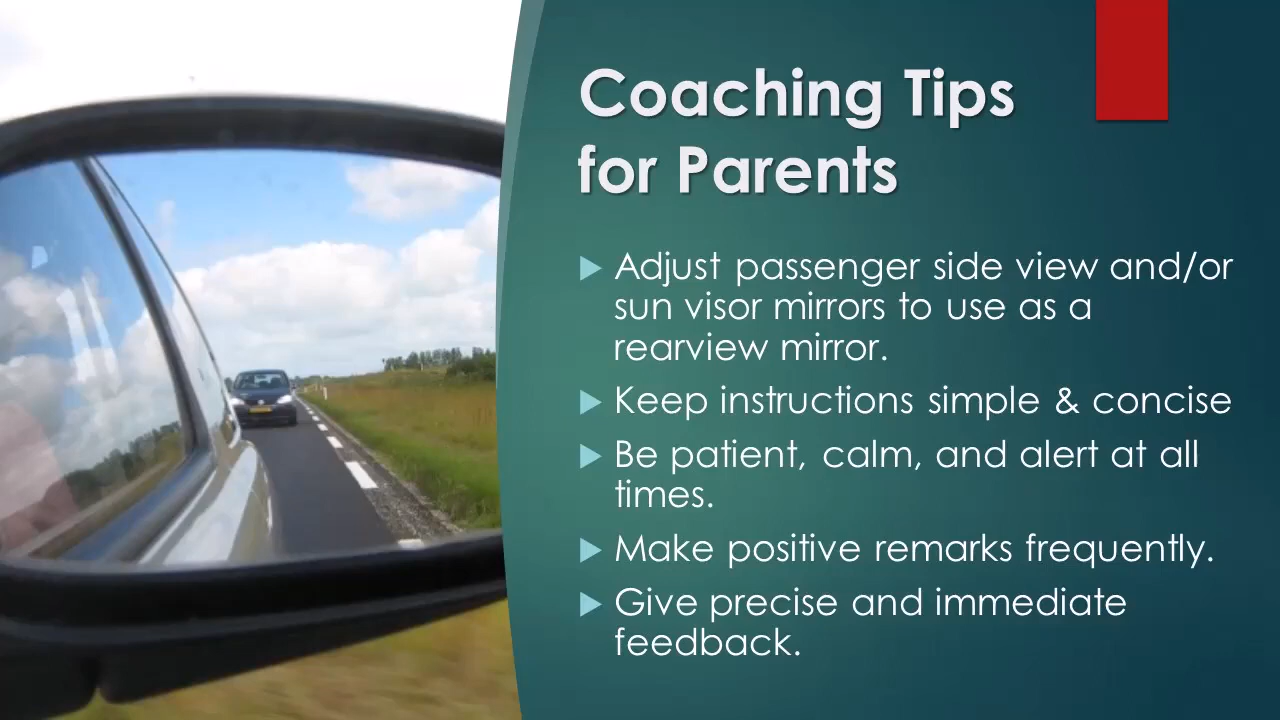 Coaching Tips
for Parents
Adjust passenger side view and/or
sun visor mirrors to use as a
rearview mirror.
Keep instructions simple & concise
Be patient, calm, and alert at all
times.
Make positive remarks frequently.
Give precise and immediate
feedback.